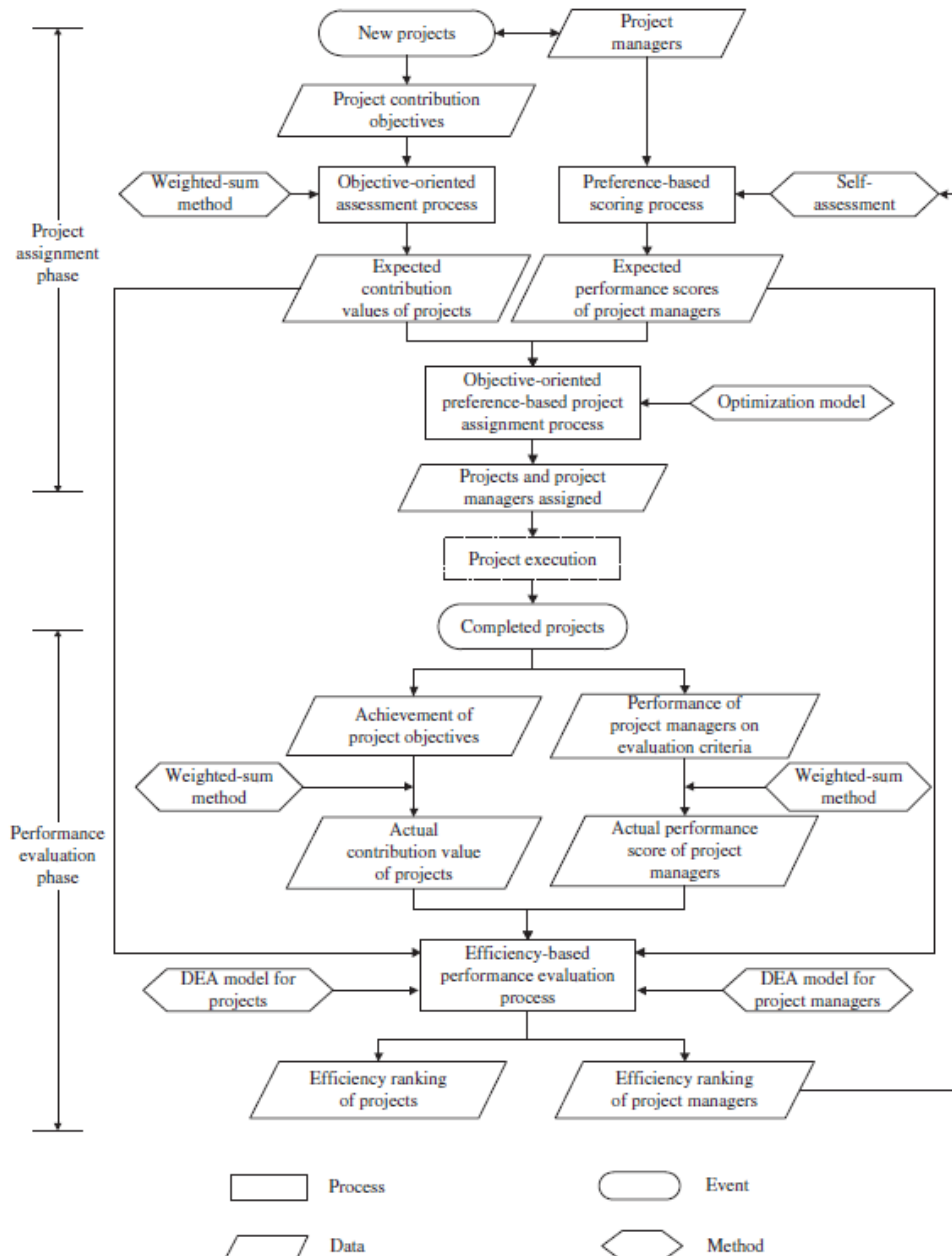 New projects
Project
managers
Project contribution
objectives
Weighted-sum
method
Objective-oriented
assessment process
Preference-based
scoring process
Self-
assessment
Project
assignment
phase
Expected
contribution
values of projects
Expected
performance scores
of project managers
Objective-oriented
preference-based project
assignment process
Optimization model
Projects and project
managers assigned
Project execution
Completed projects
Achievement of
project objectives
Performance of
project managers on
evaluation criteria
Weighted-sum
method
Weighted-sum
method
Performance
evaluation
phase
Actual
contribution value
of projects
Actual performance
score of project
managers
Efficiency-based
performance evaluation
process
DEA model for
projects
DEA model for
project managers
Efficiency ranking
of projects
Efficiency ranking
of project managers
Process
Event
Data
Method